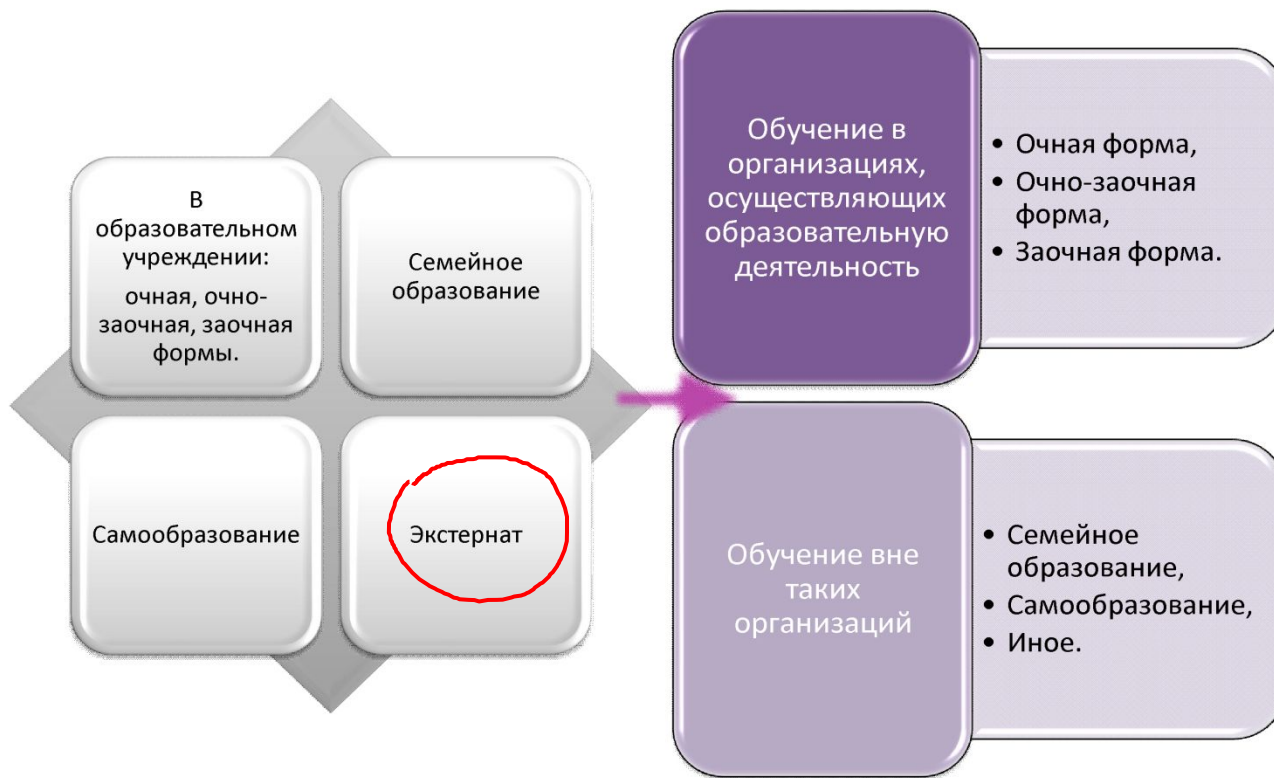 В
образовательном
учреждении:
очная, очно-
заочная, заочная
формы.
Семейное
образование
Самообразование
Экстернат
Обучение в
организациях,
осуществляющих
образовательную
деятельность
• Очная форма,
• Очно-заочная
форма,
• Заочная форма.
Обучение вне
таких
организаций
• Семейное
образование,
• Самообразование,
• Иное.